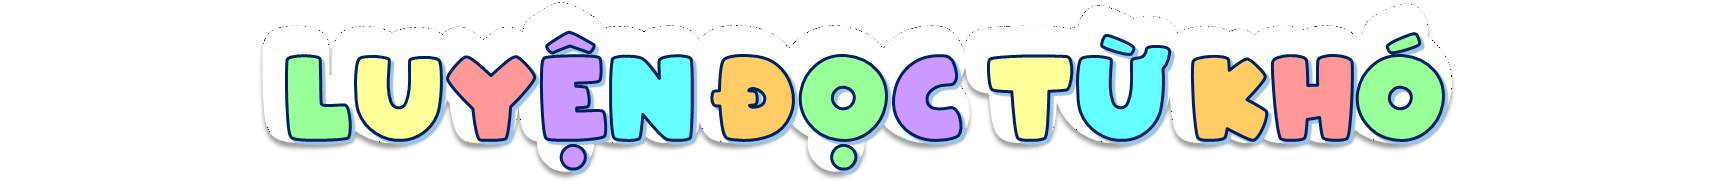 LUYỆN ĐỌC TỪ KHÓ